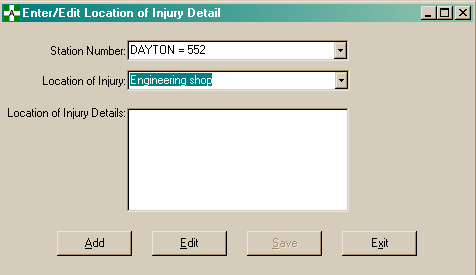 Enter/Edit Location of Injury Detail
Station Number: DAYTON = 552
Location of Injury: Engineering shop
Location of Injury Details:
Add Edit Save Exit